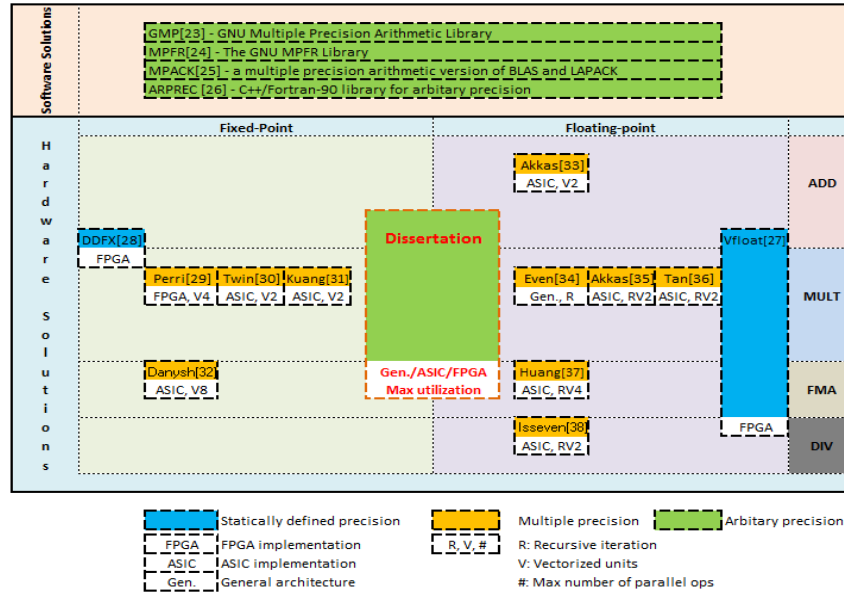 Software Solutions
GMP[23] - GNU Multiple Precision Arithmetic Library
MPFR[24] - The GNU MPFR Library
MPACK[25] - a multiple precision arithmetic version of BLAS and LAPACK
ARPREC [26] - C++/Fortran-90 library for arbitary precision
Hardware Solutions
Fixed-Point
Floating-point
Akkas[33]
ASIC, V2
ADD
DDFX[28]
FPGA
Dissertation
Vfloat[27]
Perri[29]
FPGA, V4
Twin[30]
ASIC, V2
Kuang[31]
ASIC, V2
Even[34]
Gen., R
Akkas[35]
ASIC, RV2
Tan[36]
ASIC, RV2
MULT
Danysh[32]
ASIC, V8
Gen./ASIC/FPGA
Max utilization
Huang[37]
ASIC, RV4
FMA
Isseven[38]
ASIC, RV2
FPGA
DIV
Statically defined precision
Multiple precision
Arbitary precision
FPGA
FPGA implementation
R, V, #
R: Recursive iteration
ASIC
ASIC implementation
V: Vectorized units
Gen.
General architecture
#: Max number of parallel ops